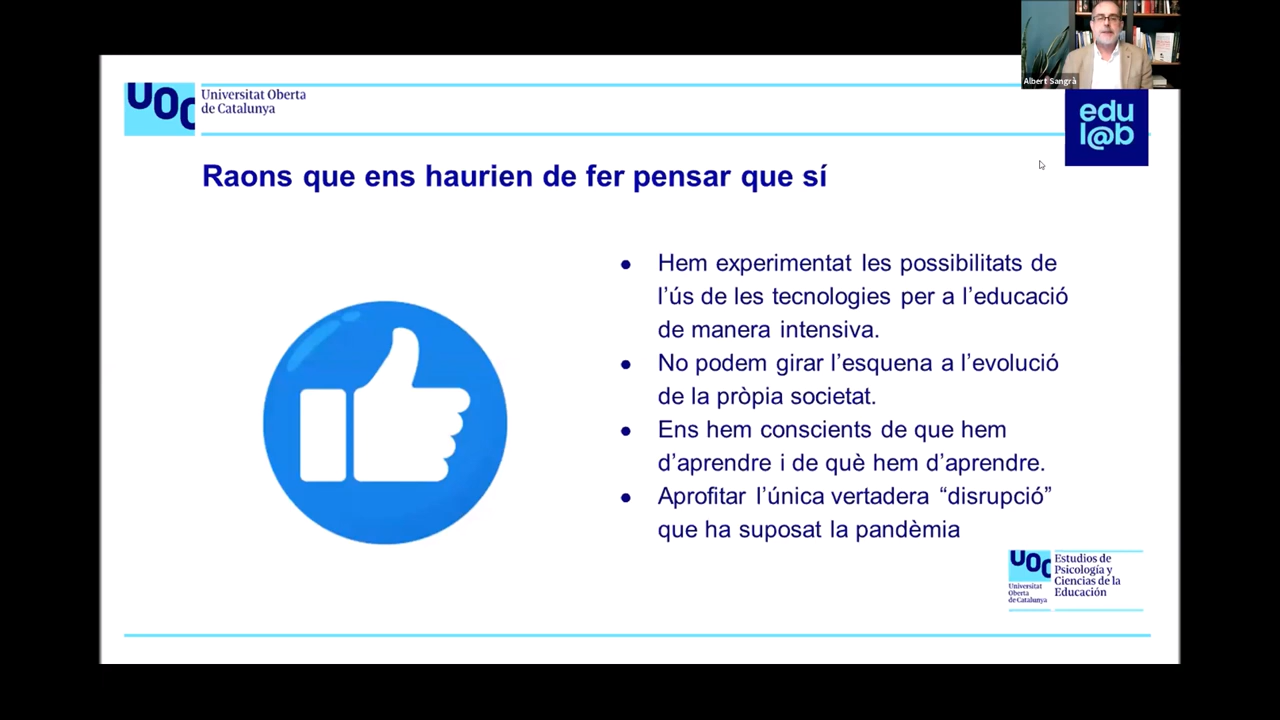 Albert Sangrà
UOC
Universitat Oberta
de Catalunya
edu
l@b
Raons que ens haurien de fer pensar que sí
● Hem experimentat les possibilitats de
l’ús de les tecnologies per a l’educació
de manera intensiva.
● No podem girar l’esquena a l’evolució
de la pròpia societat.
● Ens hem conscients de que hem
d’aprendre i de què hem d’aprendre.
● Aprofitar l’única vertadera “disrupció”
que ha suposat la pandèmia
UOC
Universitat
Oberta
de Catalunya
Estudios de
Psicología y
Ciencias de la
Educación